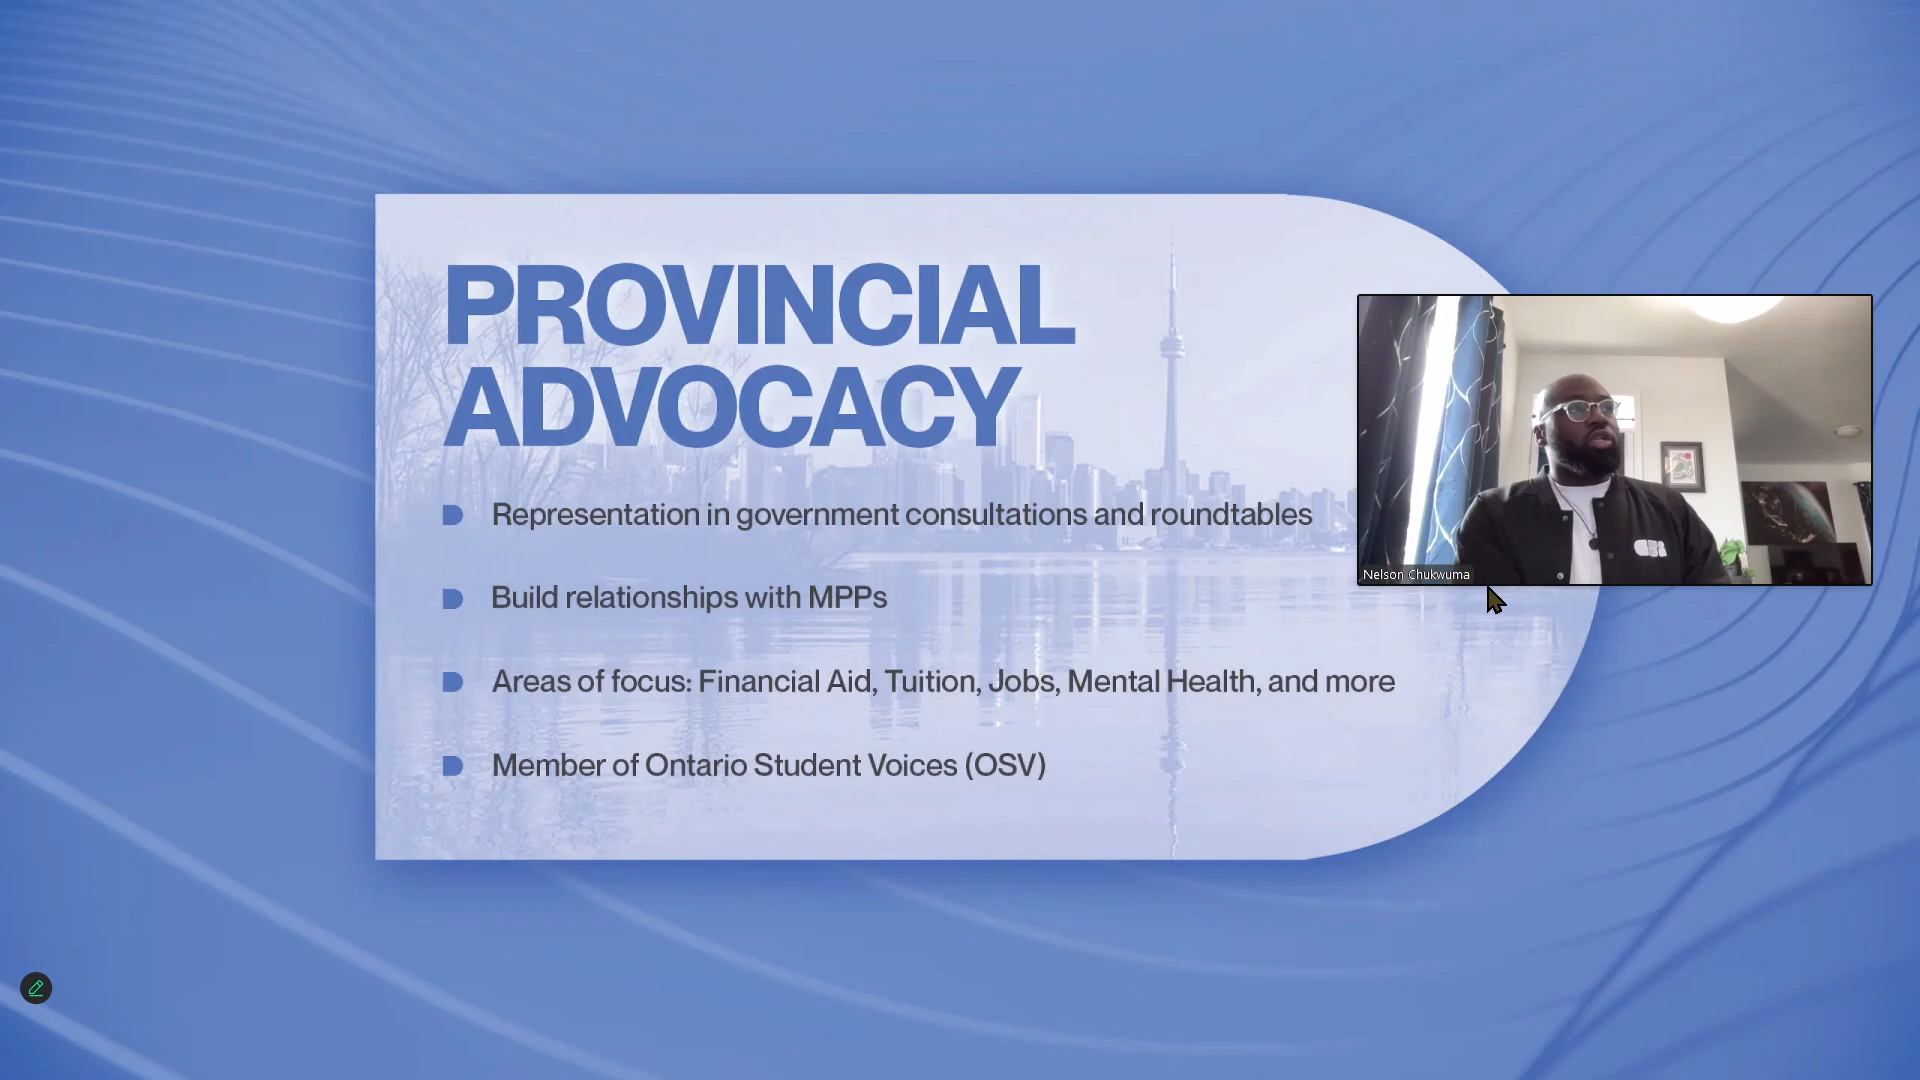 PROVINCIAL
ADVOCACY
Representation in government consultations and roundtables
Build relationships with MPPs
Areas of focus: Financial Aid, Tuition, Jobs, Mental Health, and more
Member of Ontario Student Voices (OSV)
Nelson Chukwuma